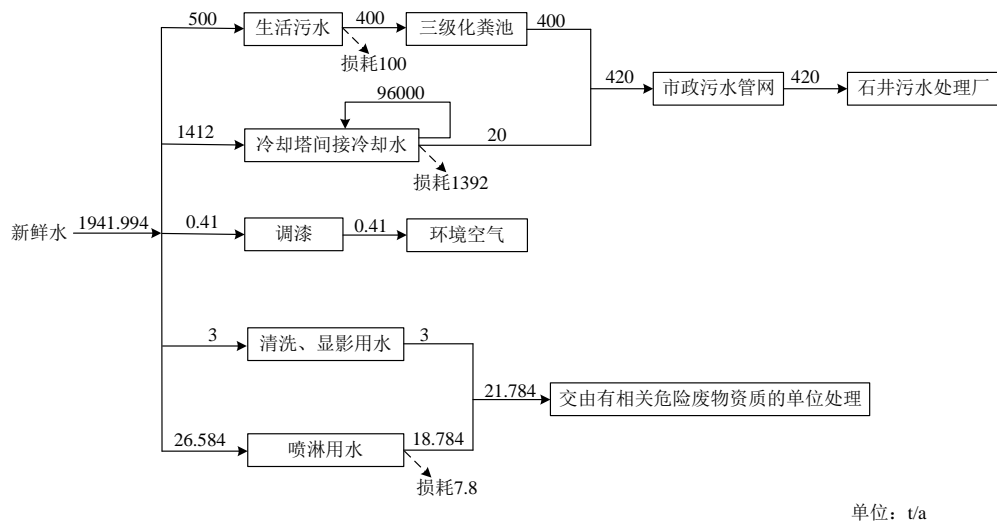 500
生活污水
400
三级化粪池
400
损耗100
420
市政污水管网
420
石井污水处理厂
96000
1412
冷却塔间接冷却水
20
损耗1392
新鲜水
1941.994
0.41
调漆
0.41
环境空气
3
清洗、显影用水
3
21.784
交由有相关危险废物资质的单位处理
26.584
喷淋用水
18.784
损耗7.8
单位：t/a